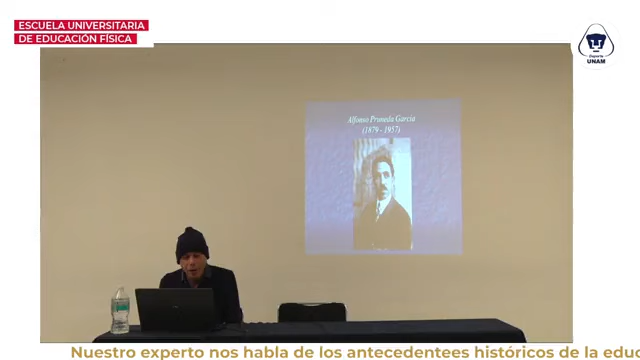 ESCUELA UNIVERSITARIA
DE EDUCACIÓN FÍSICA
Deporte
UNAM
Alfonso Proneda García
(1879 - 1957)
Nuestro experto nos habla de los antecedentees históricos de la educ